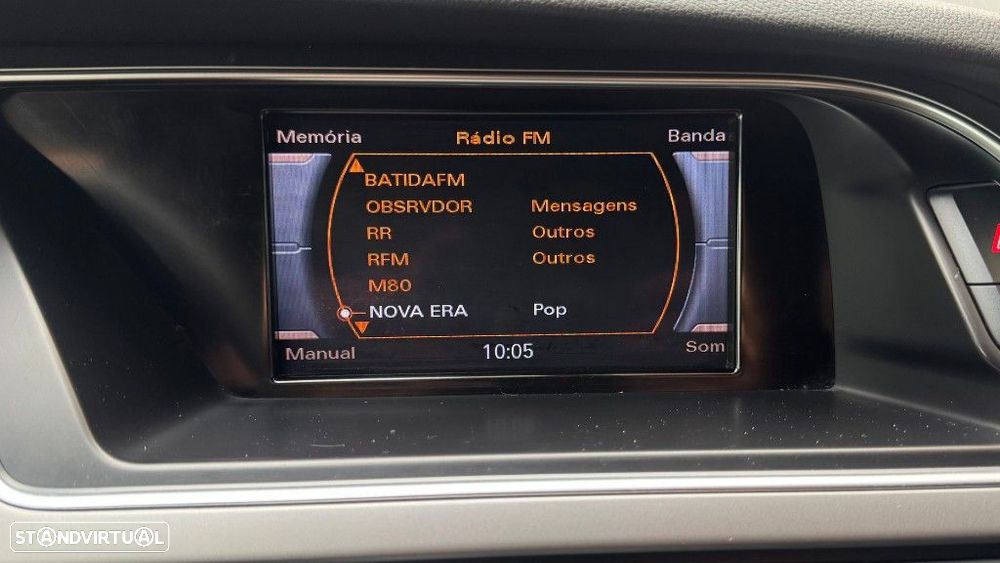 Memória Rádio FM Banda
BATIDAFM
OBSRVDOR Mensagens
RR Outros
RFM Outros
M80
NOVA ERA Pop
Manual 10:05 Som
STANDVIRTUAL